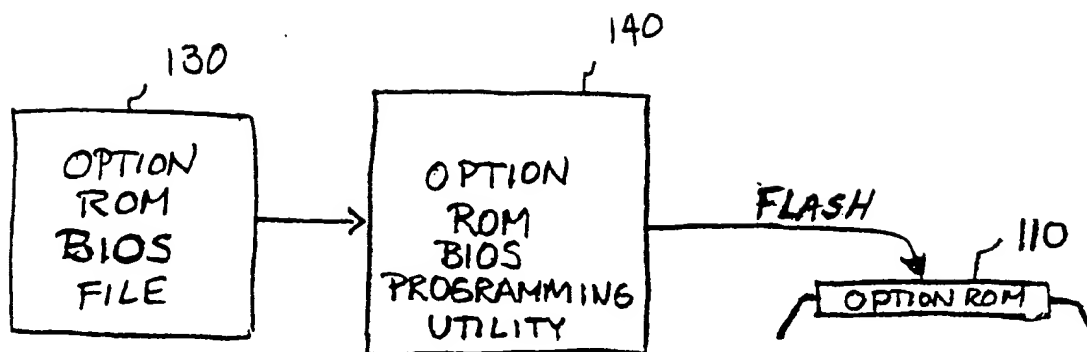 130
OPTION
ROM
BIOS
FILE
140
OPTION
ROM
BIOS
PROGRAMMING
UTILITY
FLASH
110
OPTION ROM